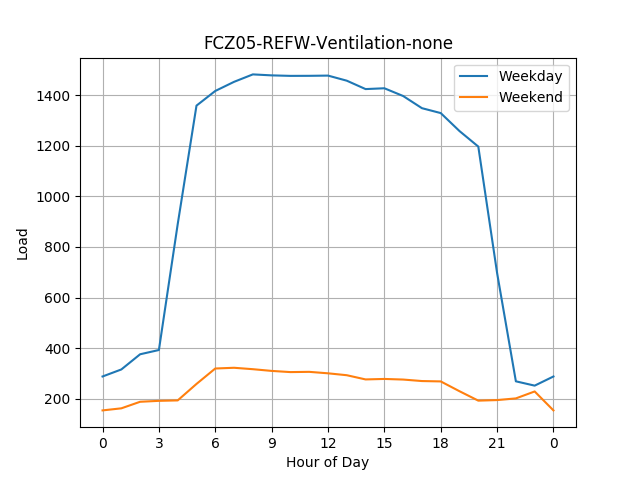 FCZ05-REFW-Ventilation-none
Weekday
Weekend
1400
1200
1000
800
600
400
200
Load
0 3 6 9 12 15 18 21 0
Hour of Day